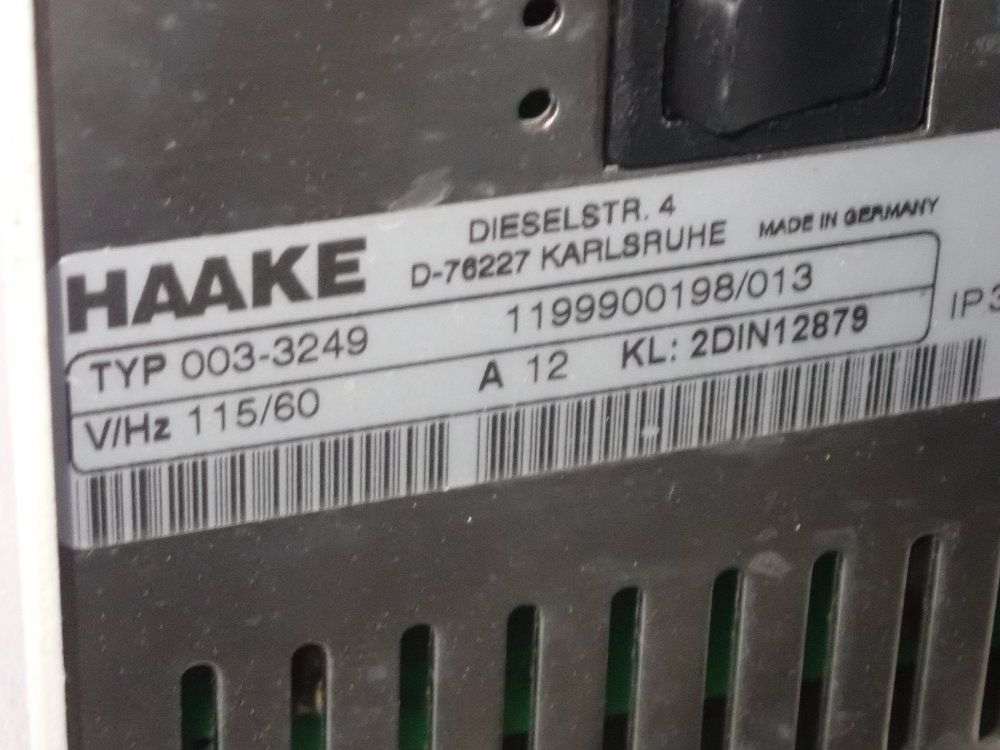 HAAKE
DIESELSTR. 4
D-76227 KARLSRUHE
MADE IN GERMANY
TYP 003-3249 1199900198/013
V/Hz 115/60 A 12 KL: 2DIN12879